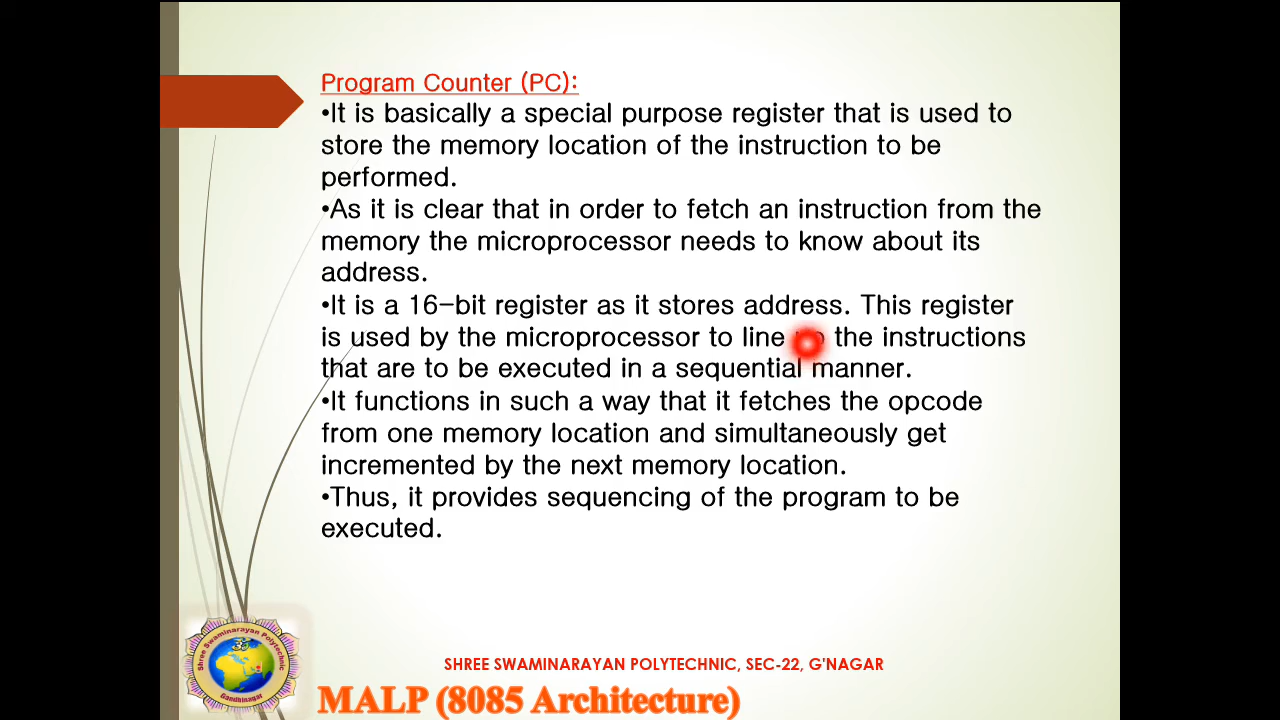 Program Counter (PC):
•It is basically a special purpose register that is used to
store the memory location of the instruction to be
performed.
•As it is clear that in order to fetch an instruction from the
memory the microprocessor needs to know about its
address.
•It is a 16-bit register as it stores address. This register
is used by the microprocessor to line up the instructions
that are to be executed in a sequential manner.
•It functions in such a way that it fetches the opcode
from one memory location and simultaneously get
incremented by the next memory location.
•Thus, it provides sequencing of the program to be
executed.
Shree Swaminarayan Polytechnic
Gandhinagar
SHREE SWAMINARAYAN POLYTECHNIC, SEC-22, G'NAGAR
MALP (8085 Architecture)